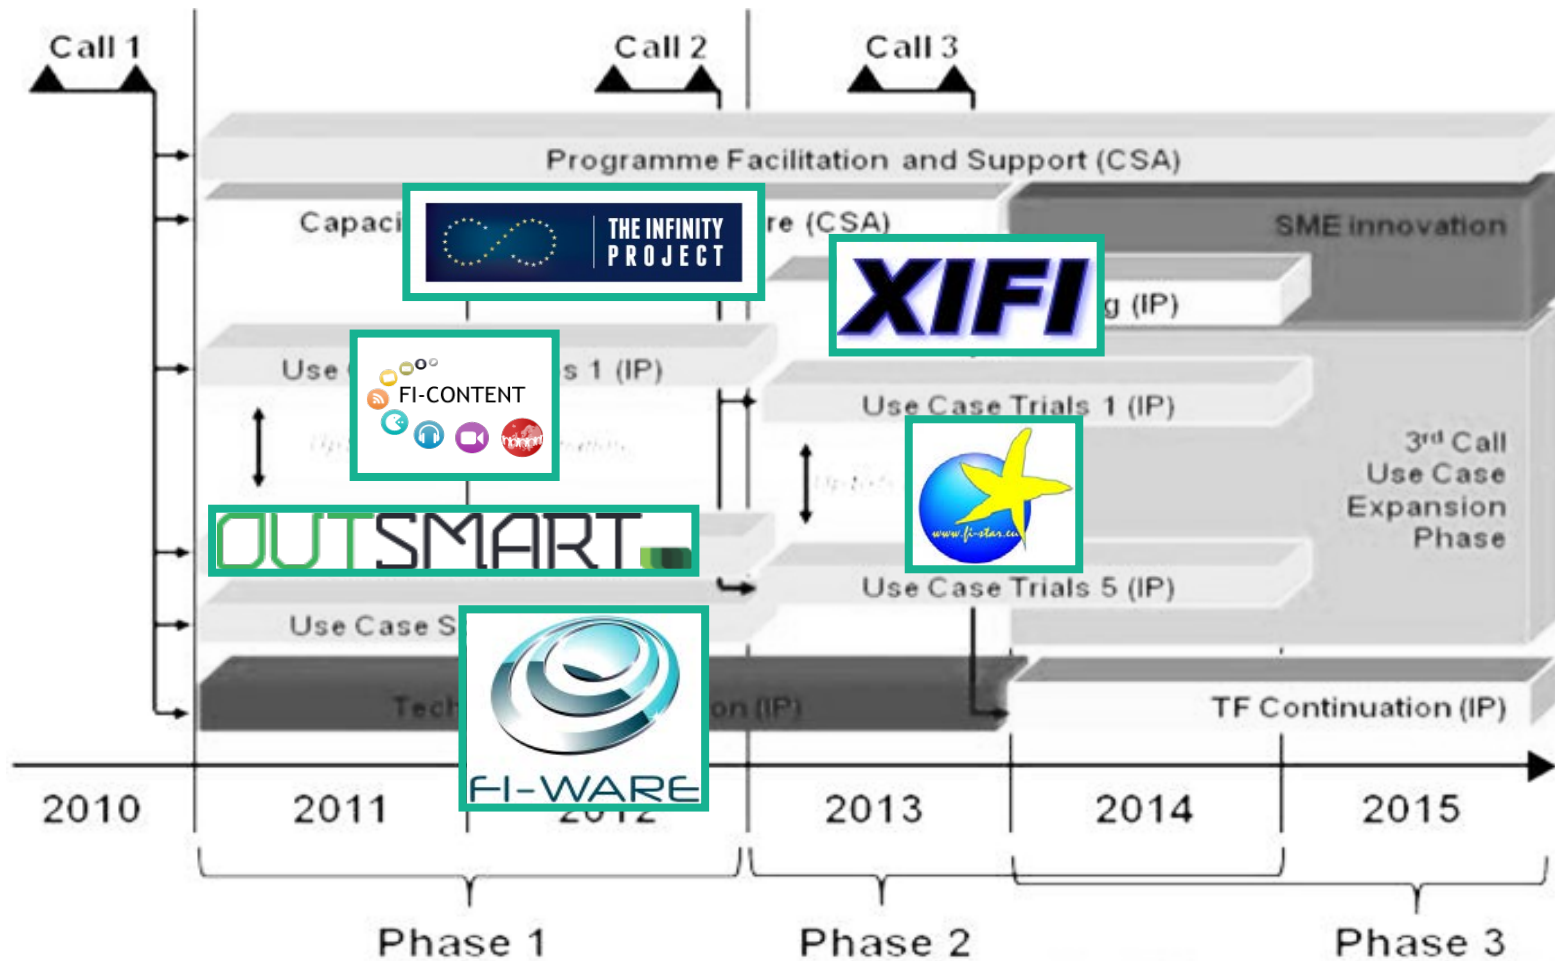 Call 1
Call 2
Call 3
Programme Facilitation and Support (CSA)
Capaci
re (CSA)
THE INFINITY
PROJECT
SME innovation
XIFI
g (IP)
Use
s 1 (IP)
FI-CONTENT
Use Case Trials 1 (IP)
3rd Call
Use Case
Expansion
Phase
www.fi-star.eu
OUTSMART
Use Case Trials 5 (IP)
Use Case S
FI-WARE
Tech
on (IP)
TF Continuation (IP)
2010
2011
2012
2013
2014
2015
Phase 1
Phase 2
Phase 3